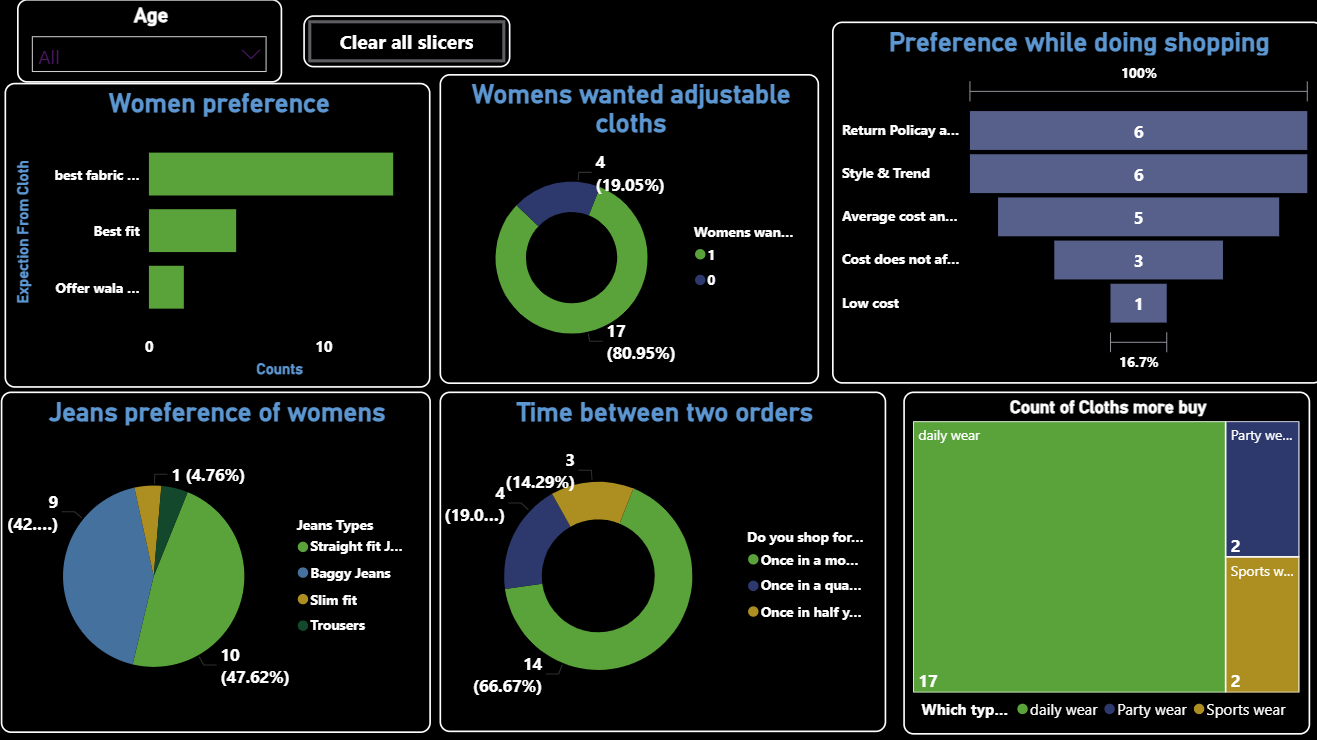 Age
All
Clear all slicers
Women preference
Expection From Cloth
best fabric ...
Best fit
Offer wala ...
0
10
Counts
Womens wanted adjustable
cloths
4
(19.05%)
17
(80.95%)
Womens wan...
1
0
Preference while doing shopping
100%
Return Policay a...
6
Style & Trend
6
Average cost an...
5
Cost does not af...
3
Low cost
1
16.7%
Jeans preference of womens
1 (4.76%)
9
(42....)
10
(47.62%)
Jeans Types
Straight fit J...
Baggy Jeans
Slim fit
Trousers
Time between two orders
3
(14.29%)
4
(19.0...)
14
(66.67%)
Do you shop for...
Once in a mo...
Once in a qua...
Once in half y...
Count of Cloths more buy
daily wear
17
Party we...
2
Sports w...
2
Which typ... daily wear Party wear Sports wear